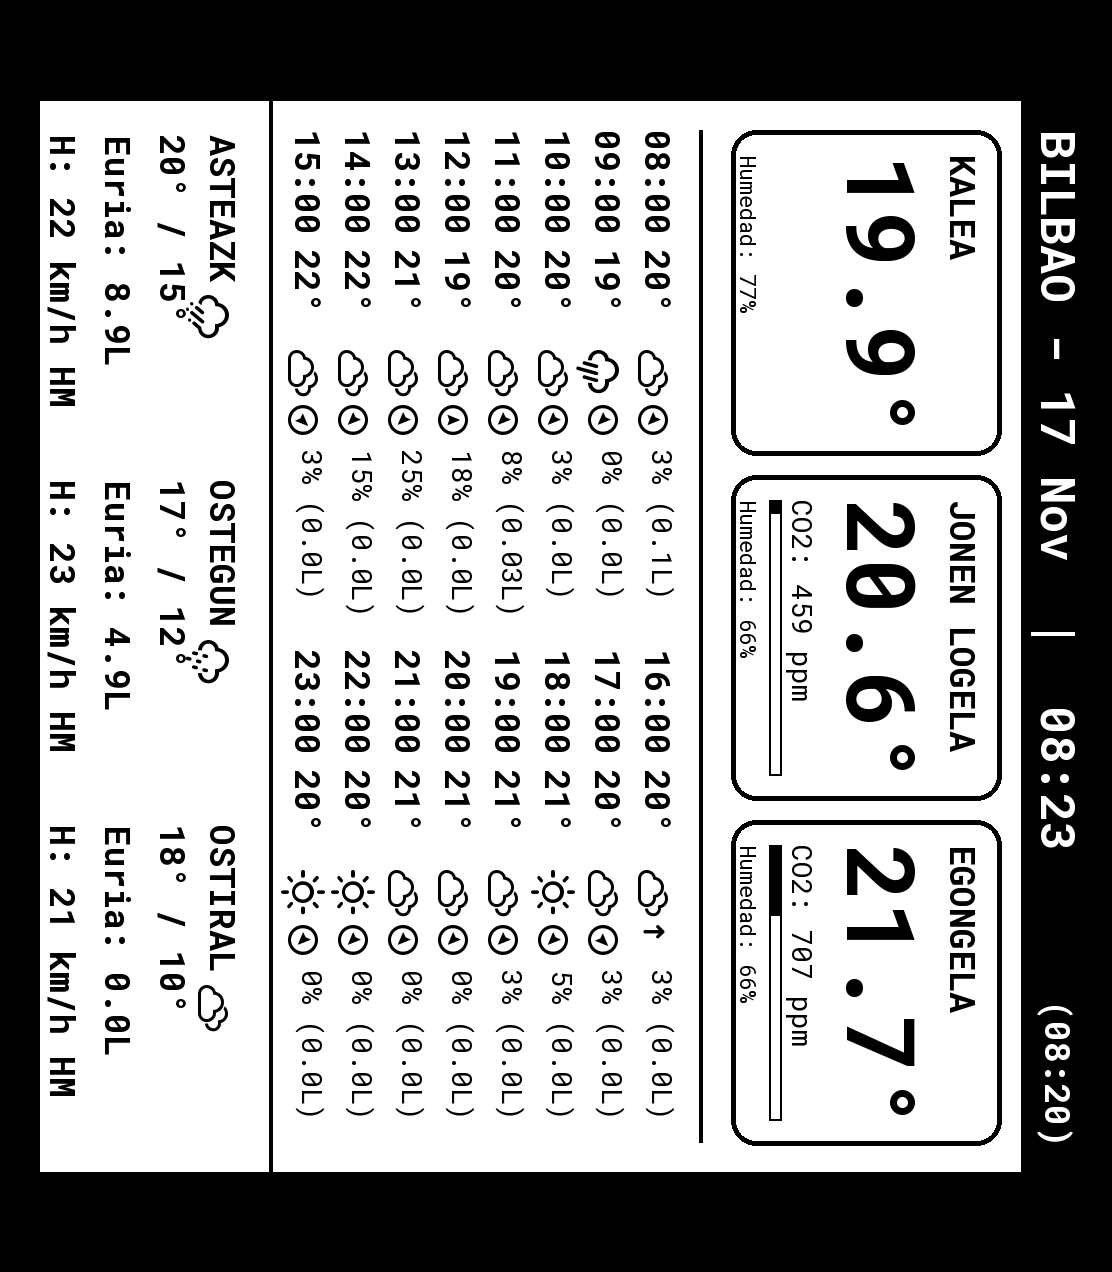 BILBAO - 17 Nov | 08:23 (08:20)
KALEA
19.9°
Humedad: 77%
JONEN LOGELA
20.6°
CO2: 459 ppm
Humedad: 66%
EGONGELA
21.7°
CO2: 707 ppm
Humedad: 66%
08:00 20° 3% (0.1L)
09:00 19° 0% (0.0L)
10:00 20° 3% (0.0L)
11:00 20° 8% (0.03L)
12:00 19° 18% (0.0L)
13:00 21° 25% (0.0L)
14:00 22° 15% (0.0L)
15:00 22° 3% (0.0L)
16:00 20° ↑ 3% (0.0L)
17:00 20° 3% (0.0L)
18:00 21° 5% (0.0L)
19:00 21° 3% (0.0L)
20:00 21° 0% (0.0L)
21:00 21° 0% (0.0L)
22:00 20° 0% (0.0L)
23:00 20° 0% (0.0L)
ASTEAZK
20° / 15°
Euria: 8.9L
H: 22 km/h HM
OSTEGUN
17° / 12°
Euria: 4.9L
H: 23 km/h HM
OSTIRAL
18° / 10°
Euria: 0.0L
H: 21 km/h HM